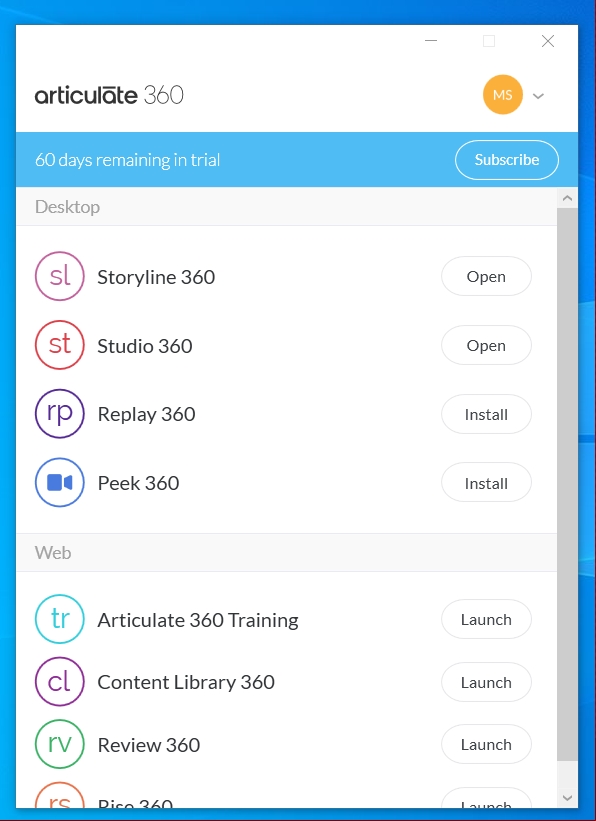 articulāte 360
MS
60 days remaining in trial
Subscribe
Desktop
sl Storyline 360 Open
st Studio 360 Open
rp Replay 360 Install
Peek 360 Install
Web
tr Articulate 360 Training Launch
cl Content Library 360 Launch
rv Review 360 Launch
rs Rise 360 Launch